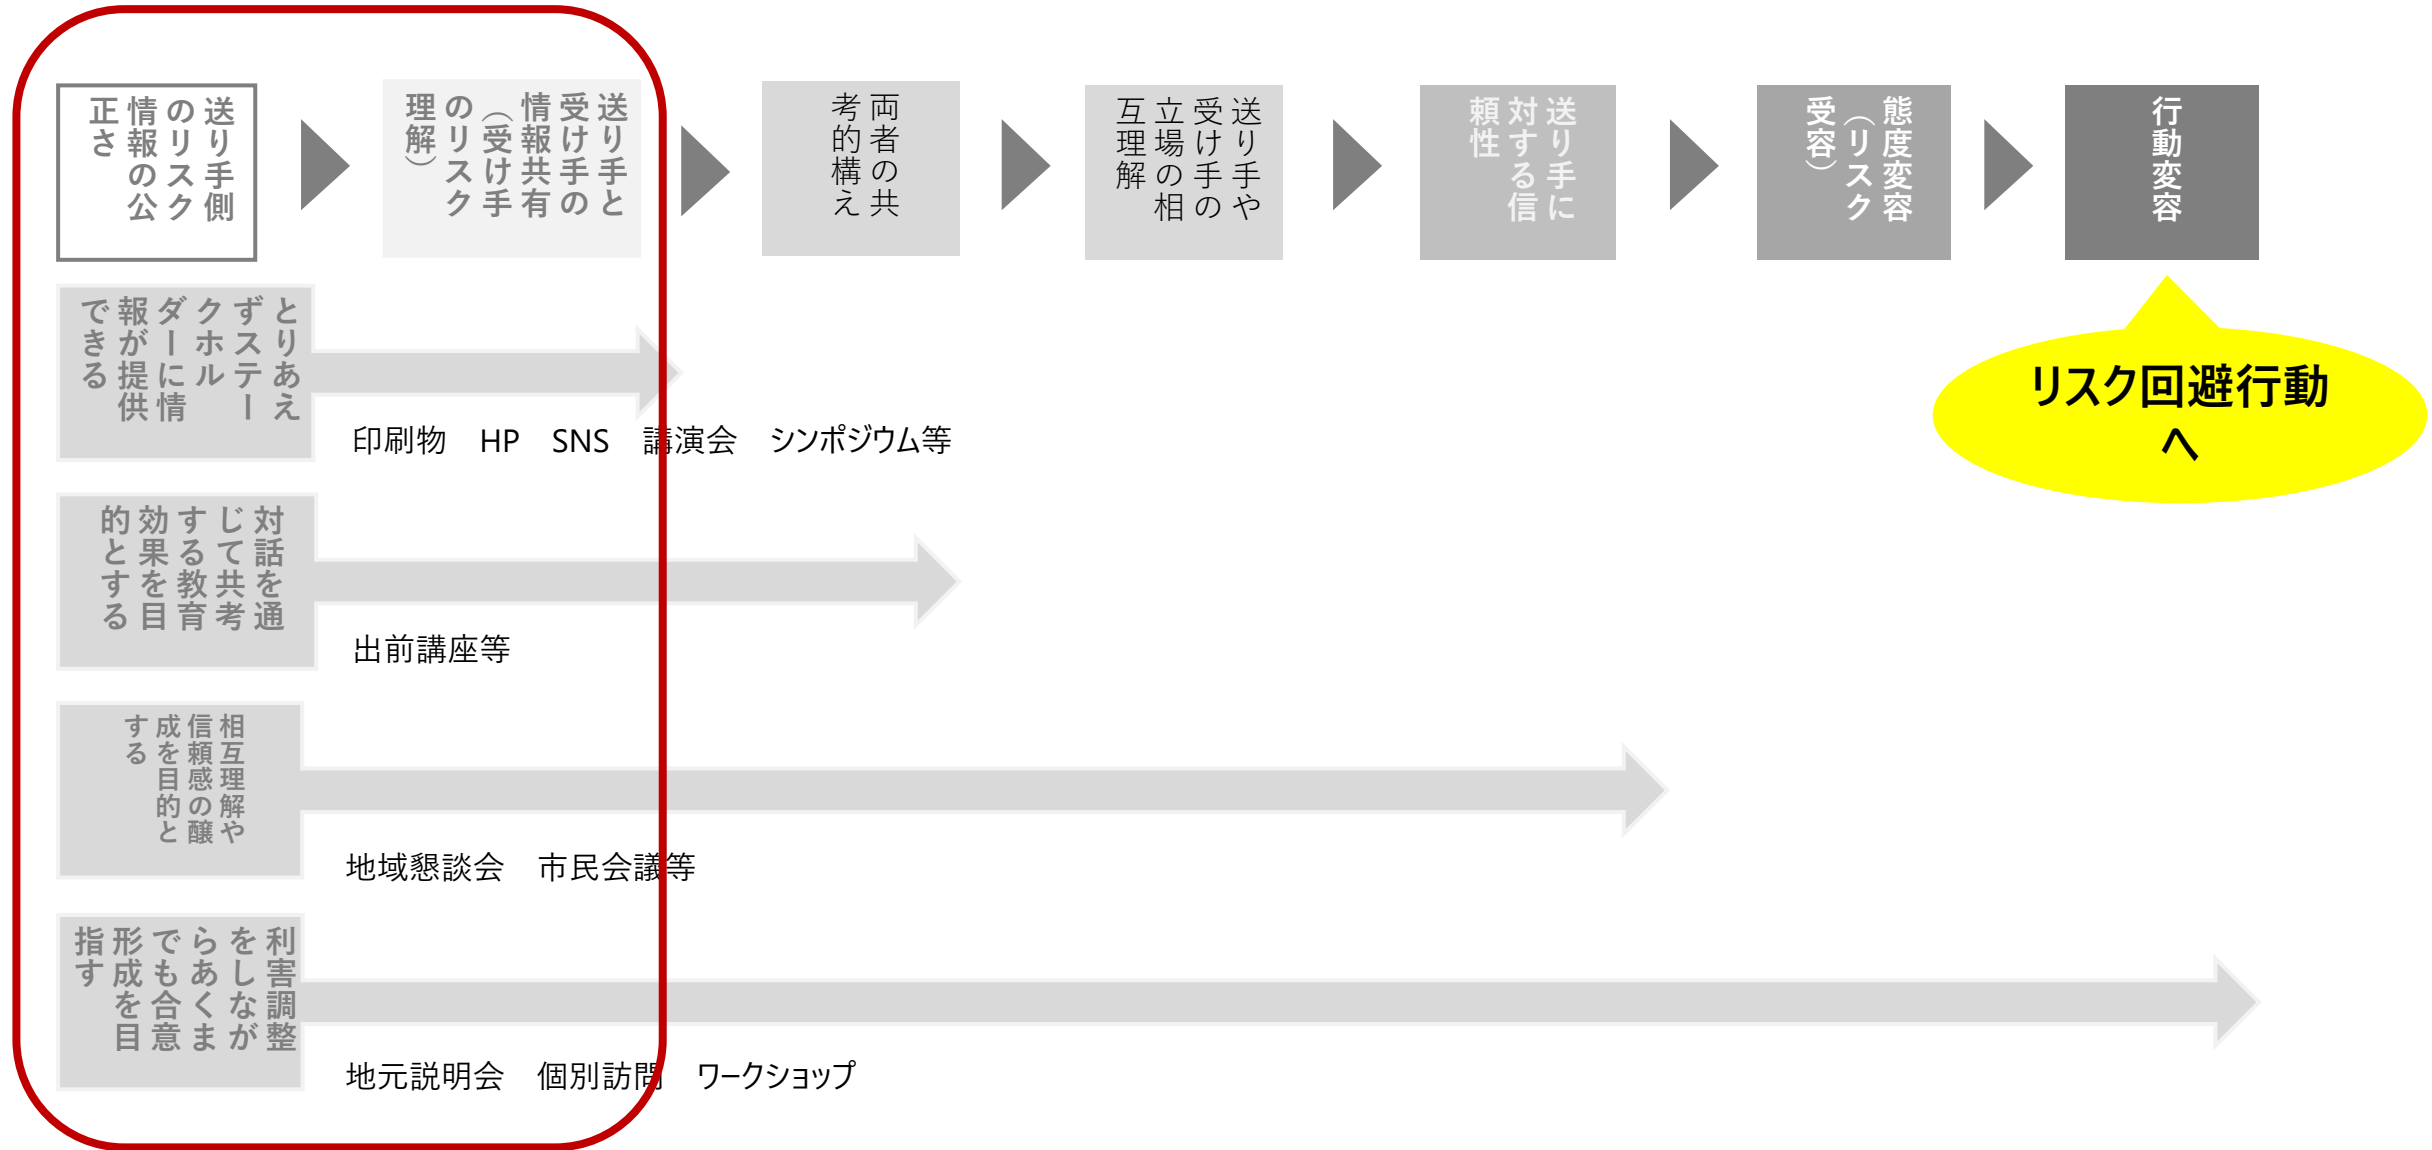 送り手側
のリスク
情報の公
正さ
送り手と
受け手の
情報共有
（受け手
のリスク
理解）
両者の共
考的構え
送り手や
受け手の
立場の相
互理解
送り手に
対する信
頼性
態度変容
（リスク
受容）
行動変容
リスク回避行動
へ
とりあえ
ずステー
クホル
ダーに情
報が提供
できる
印刷物　HP　SNS　講演会　シンポジウム等
対話を通
じて共考
する教育
効果を目
的とする
出前講座等
相互理解や
信頼感の醸
成を目的と
する
地域懇談会　市民会議等
利害調整
をしなが
らあくま
でも合意
形成を目
指す
地元説明会　個別訪問　ワークショップ